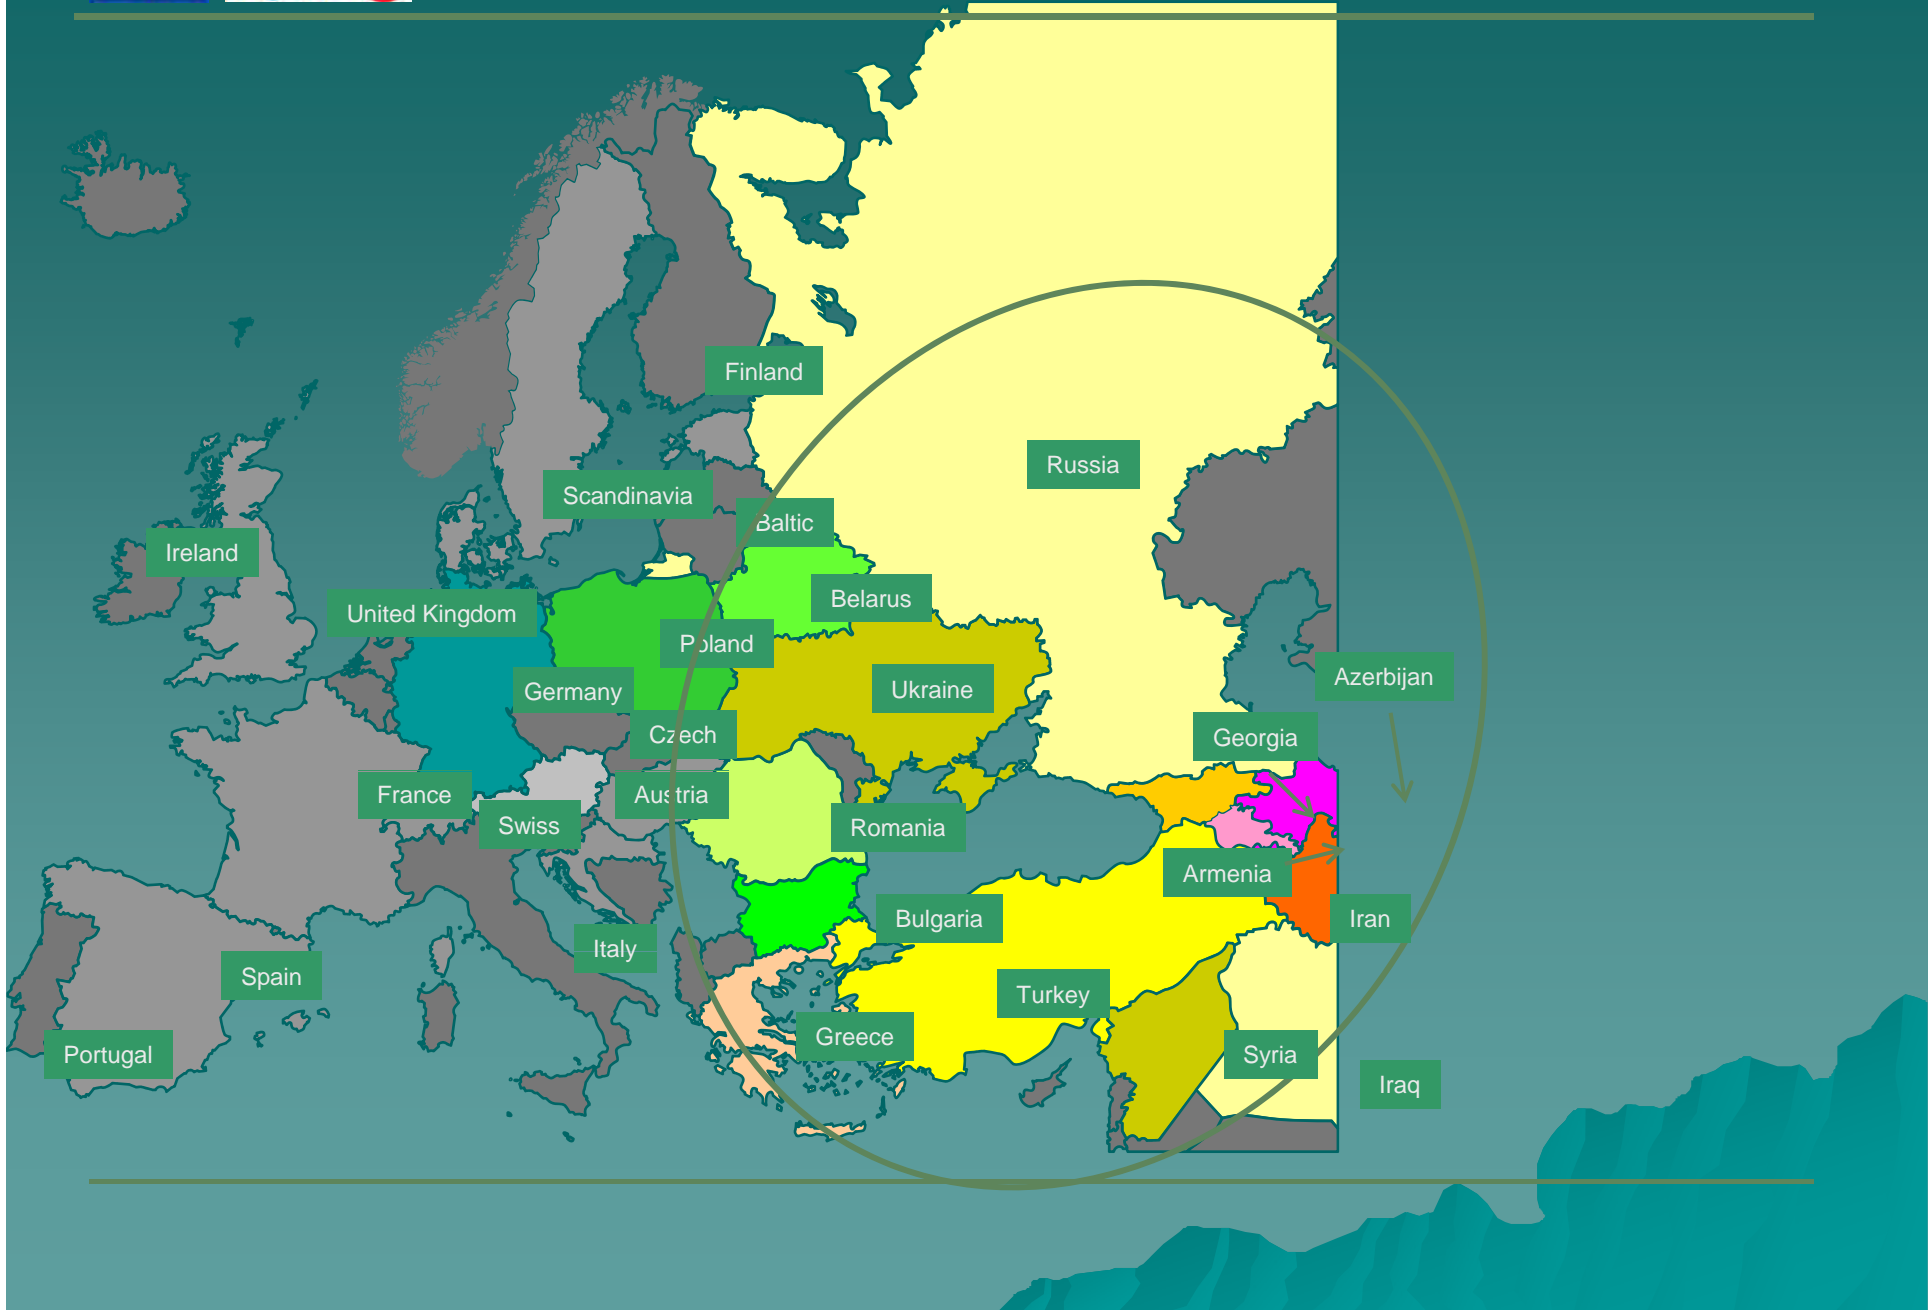 Finland
Russia
Scandinavia
Baltic
Ireland
Belarus
United Kingdom
Poland
Azerbijan
Germany
Ukraine
Czech
Georgia
France
Austria
Swiss
Romania
Armenia
Bulgaria
Iran
Italy
Spain
Turkey
Greece
Portugal
Syria
Iraq